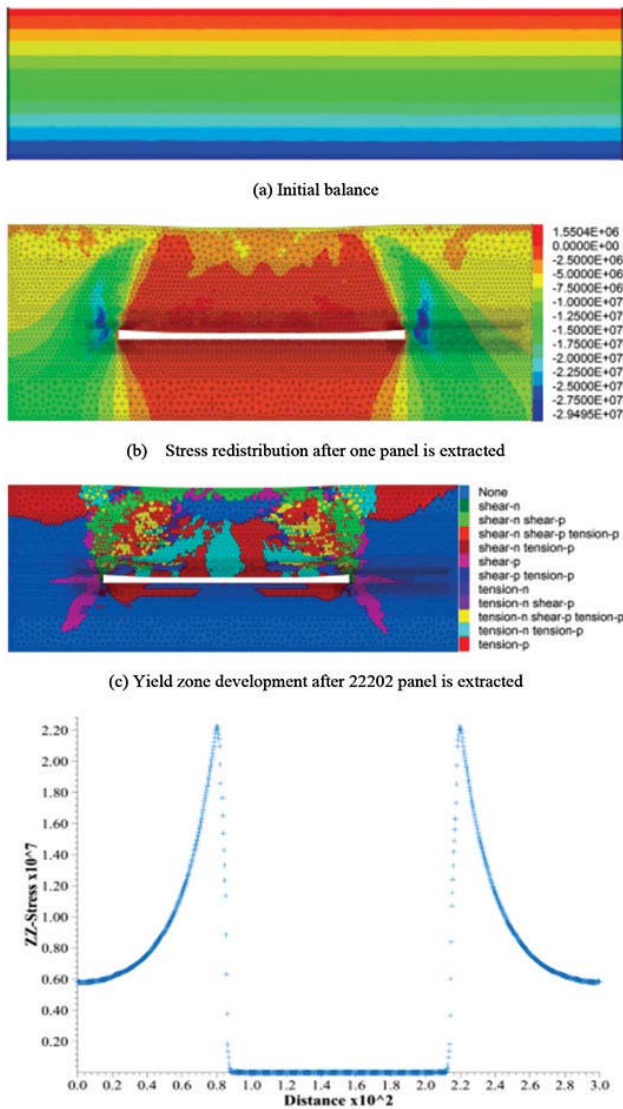 (a) Initial balance
1.5504E+06
0.0000E+00
-2.5000E+06
-5.0000E+06
-1.0000E+07
-1.2500E+07
-1.5000E+07
-1.7500E+07
-2.0000E+07
-2.2500E+07
-2.5000E+07
-2.7500E+07
-2.9495E+07
(b) Stress redistribution after one panel is extracted
None
shear-n
shear-n shear-p
shear-n shear-p tension-p
shear-n tension-p
shear-p
shear-p tension-p
tension-n
tension-n shear-p
tension-n shear-p tension-p
tension-n tension-p
tension-p
(c) Yield zone development after 22202 panel is extracted
2.20
2.00
1.80
1.60
1.40
1.20
1.00
0.80
0.60
0.40
0.20
ZZ-Stress x10^7
0.0 0.2 0.4 0.6 0.8 1.0 1.2 1.4 1.6 1.8 2.0 2.2 2.4 2.6 2.8 3.0
Distance x10^2